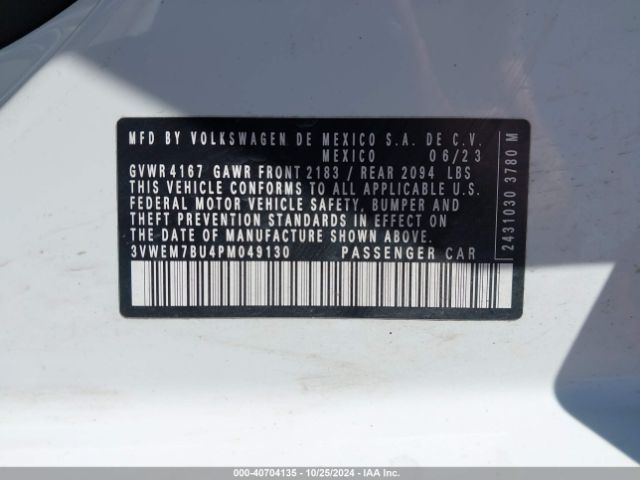 MFD BY VOLKSWAGEN DE MEXICO S.A. DE C.V.
MEXICO 06/23
GVWR 4167 GAWR FRONT 2183 / REAR 2094 LBS
THIS VEHICLE CONFORMS TO ALL APPLICABLE U.S.
FEDERAL MOTOR VEHICLE SAFETY, BUMPER AND
THEFT PREVENTION STANDARDS IN EFFECT ON
THE DATE OF MANUFACTURE SHOWN ABOVE.
3VWEM7BU4PM049130 PASSENGER CAR
2431030 3780 M
000-40704135 - 10/25/2024 - IAA Inc.